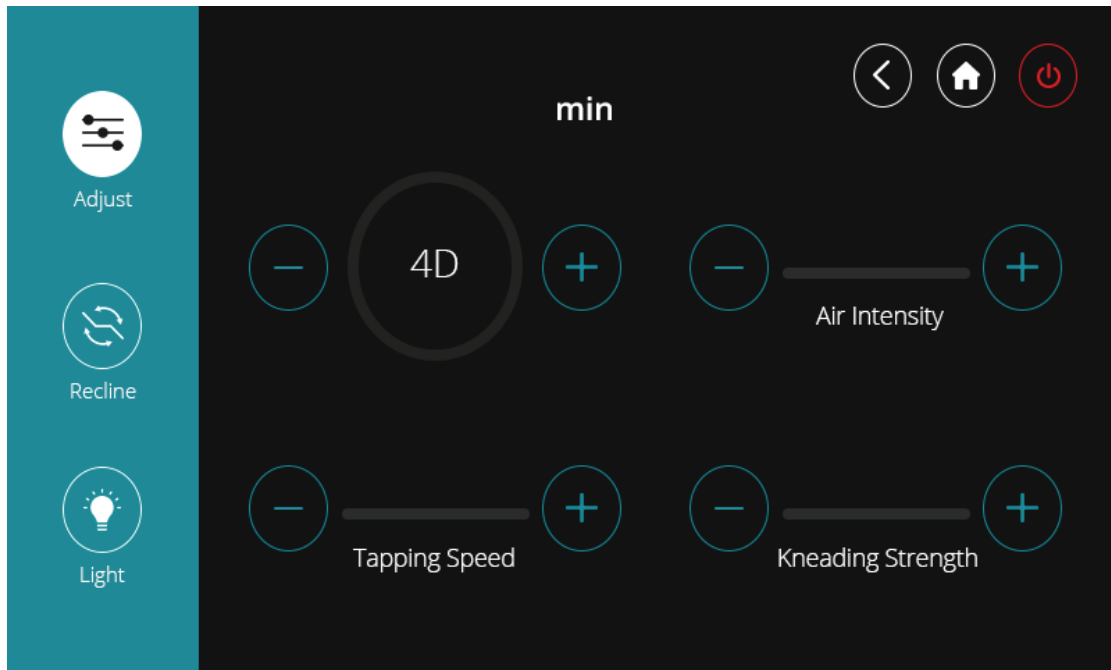 min
Adjust
4D
Air Intensity
Recline
Tapping Speed
Kneading Strength
Light